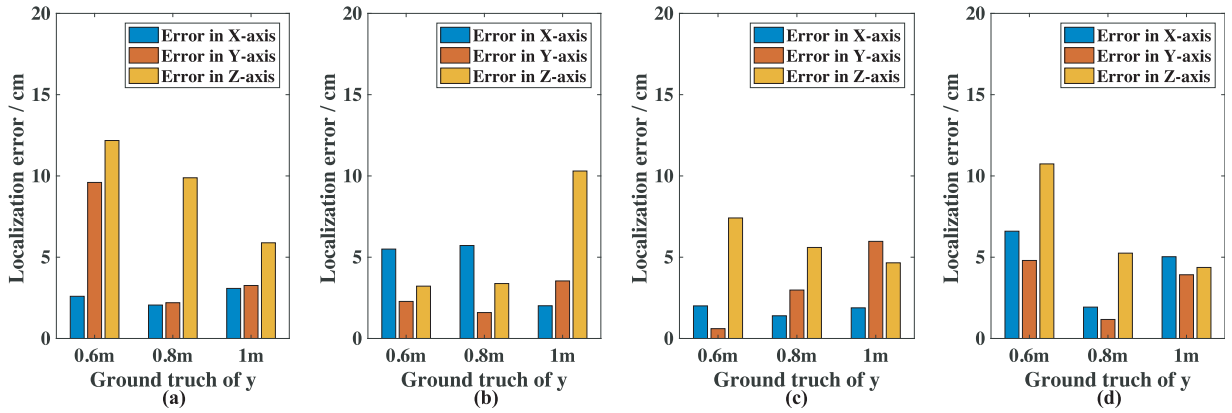 20
15
10
5
0
Localization error / cm
Error in X-axis
Error in Y-axis
Error in Z-axis
0.6m 0.8m 1m
Ground truch of y
(a)
20
15
10
5
0
Localization error / cm
Error in X-axis
Error in Y-axis
Error in Z-axis
0.6m 0.8m 1m
Ground truch of y
(b)
20
15
10
5
0
Localization error / cm
Error in X-axis
Error in Y-axis
Error in Z-axis
0.6m 0.8m 1m
Ground truch of y
(c)
20
15
10
5
0
Localization error / cm
Error in X-axis
Error in Y-axis
Error in Z-axis
0.6m 0.8m 1m
Ground truch of y
(d)